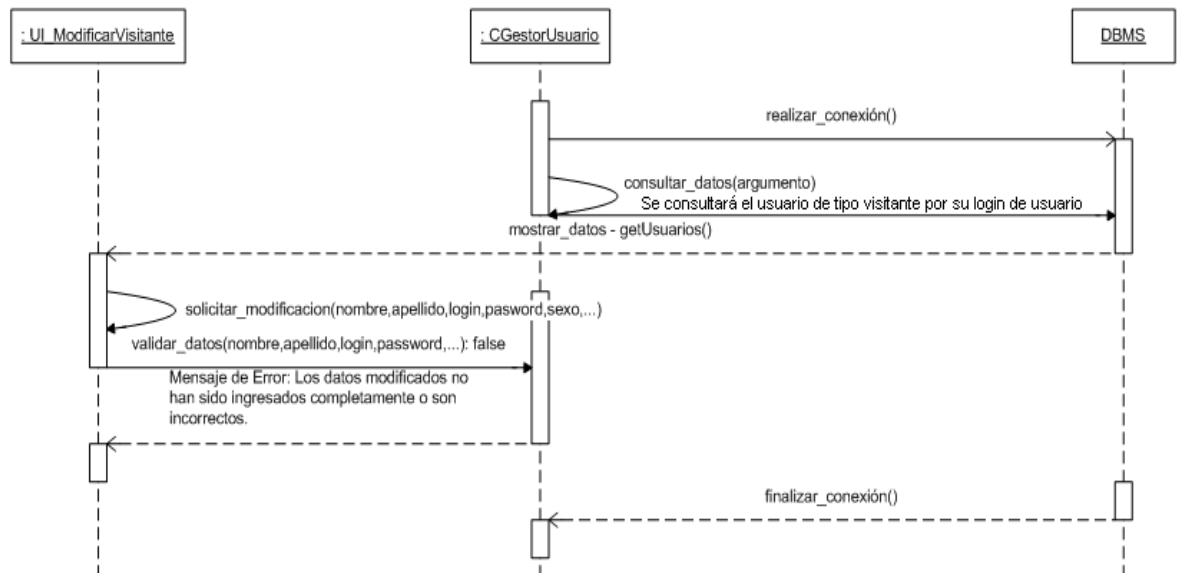 : UI_ModificarVisitante
: CGestorUsuario
DBMS
realizar_conexión()
consultar_datos(argumento)
Se consultará el usuario de tipo visitante por su login de usuario
mostrar_datos - getUsuarios()
solicitar_modificacion(nombre,apellido,login,pasword,sexo,...)
validar_datos(nombre,apellido,login,password,...): false
Mensaje de Error: Los datos modificados no
han sido ingresados completamente o son
incorrectos.
finalizar_conexión()